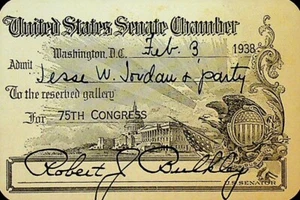 United States Senate Chamber
Washington, D.C. Feb. 3 1938
Admit Jesse W. Jordan & party
To the reserved gallery
For 75TH CONGRESS
Robert J. Bulkley
U.S. SENATOR